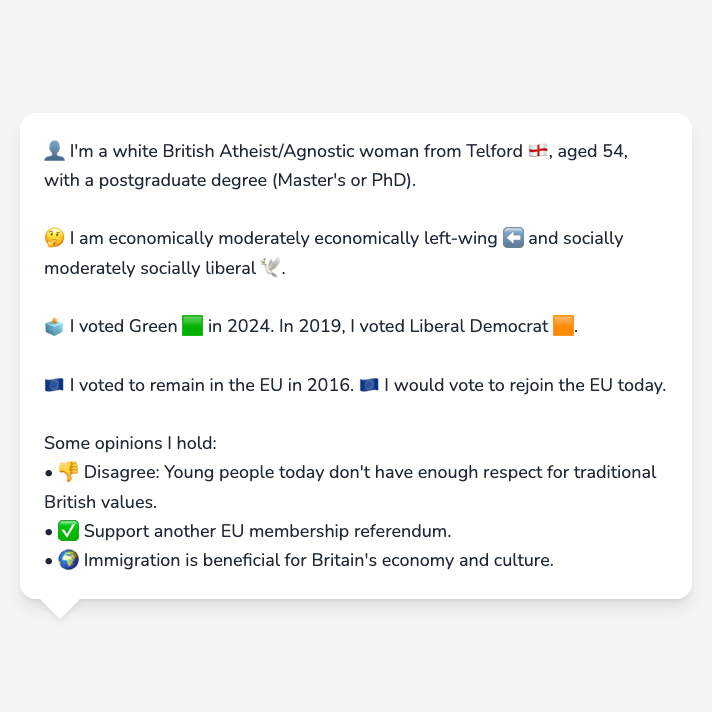 👤 I'm a white British Atheist/Agnostic woman from Telford 🏴󠁧󠁢󠁥󠁮󠁧󠁿, aged 54,
with a postgraduate degree (Master's or PhD).
🤔 I am economically moderately economically left-wing ⬅️ and socially
moderately socially liberal 🕊️.
🗳️ I voted Green 🟩 in 2024. In 2019, I voted Liberal Democrat 🟧.
🇪🇺 I voted to remain in the EU in 2016. 🇪🇺 I would vote to rejoin the EU today.
Some opinions I hold:
• 👎 Disagree: Young people today don't have enough respect for traditional
British values.
• ✅ Support another EU membership referendum.
• 🌍 Immigration is beneficial for Britain's economy and culture.